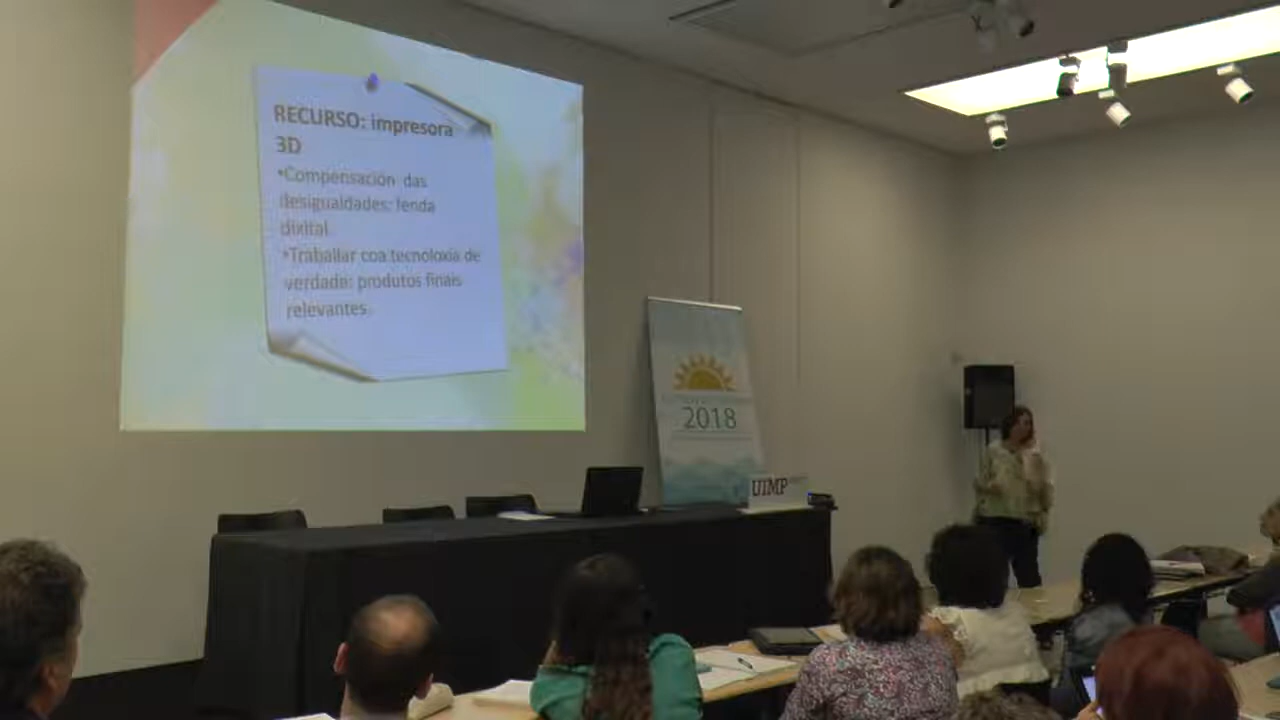 RECURSO: impresora
3D
•Compensación das
desigualdades: fenda
dixital
•Traballar coa tecnoloxía de
verdade: produtos finais
relevantes
2018
UIMP